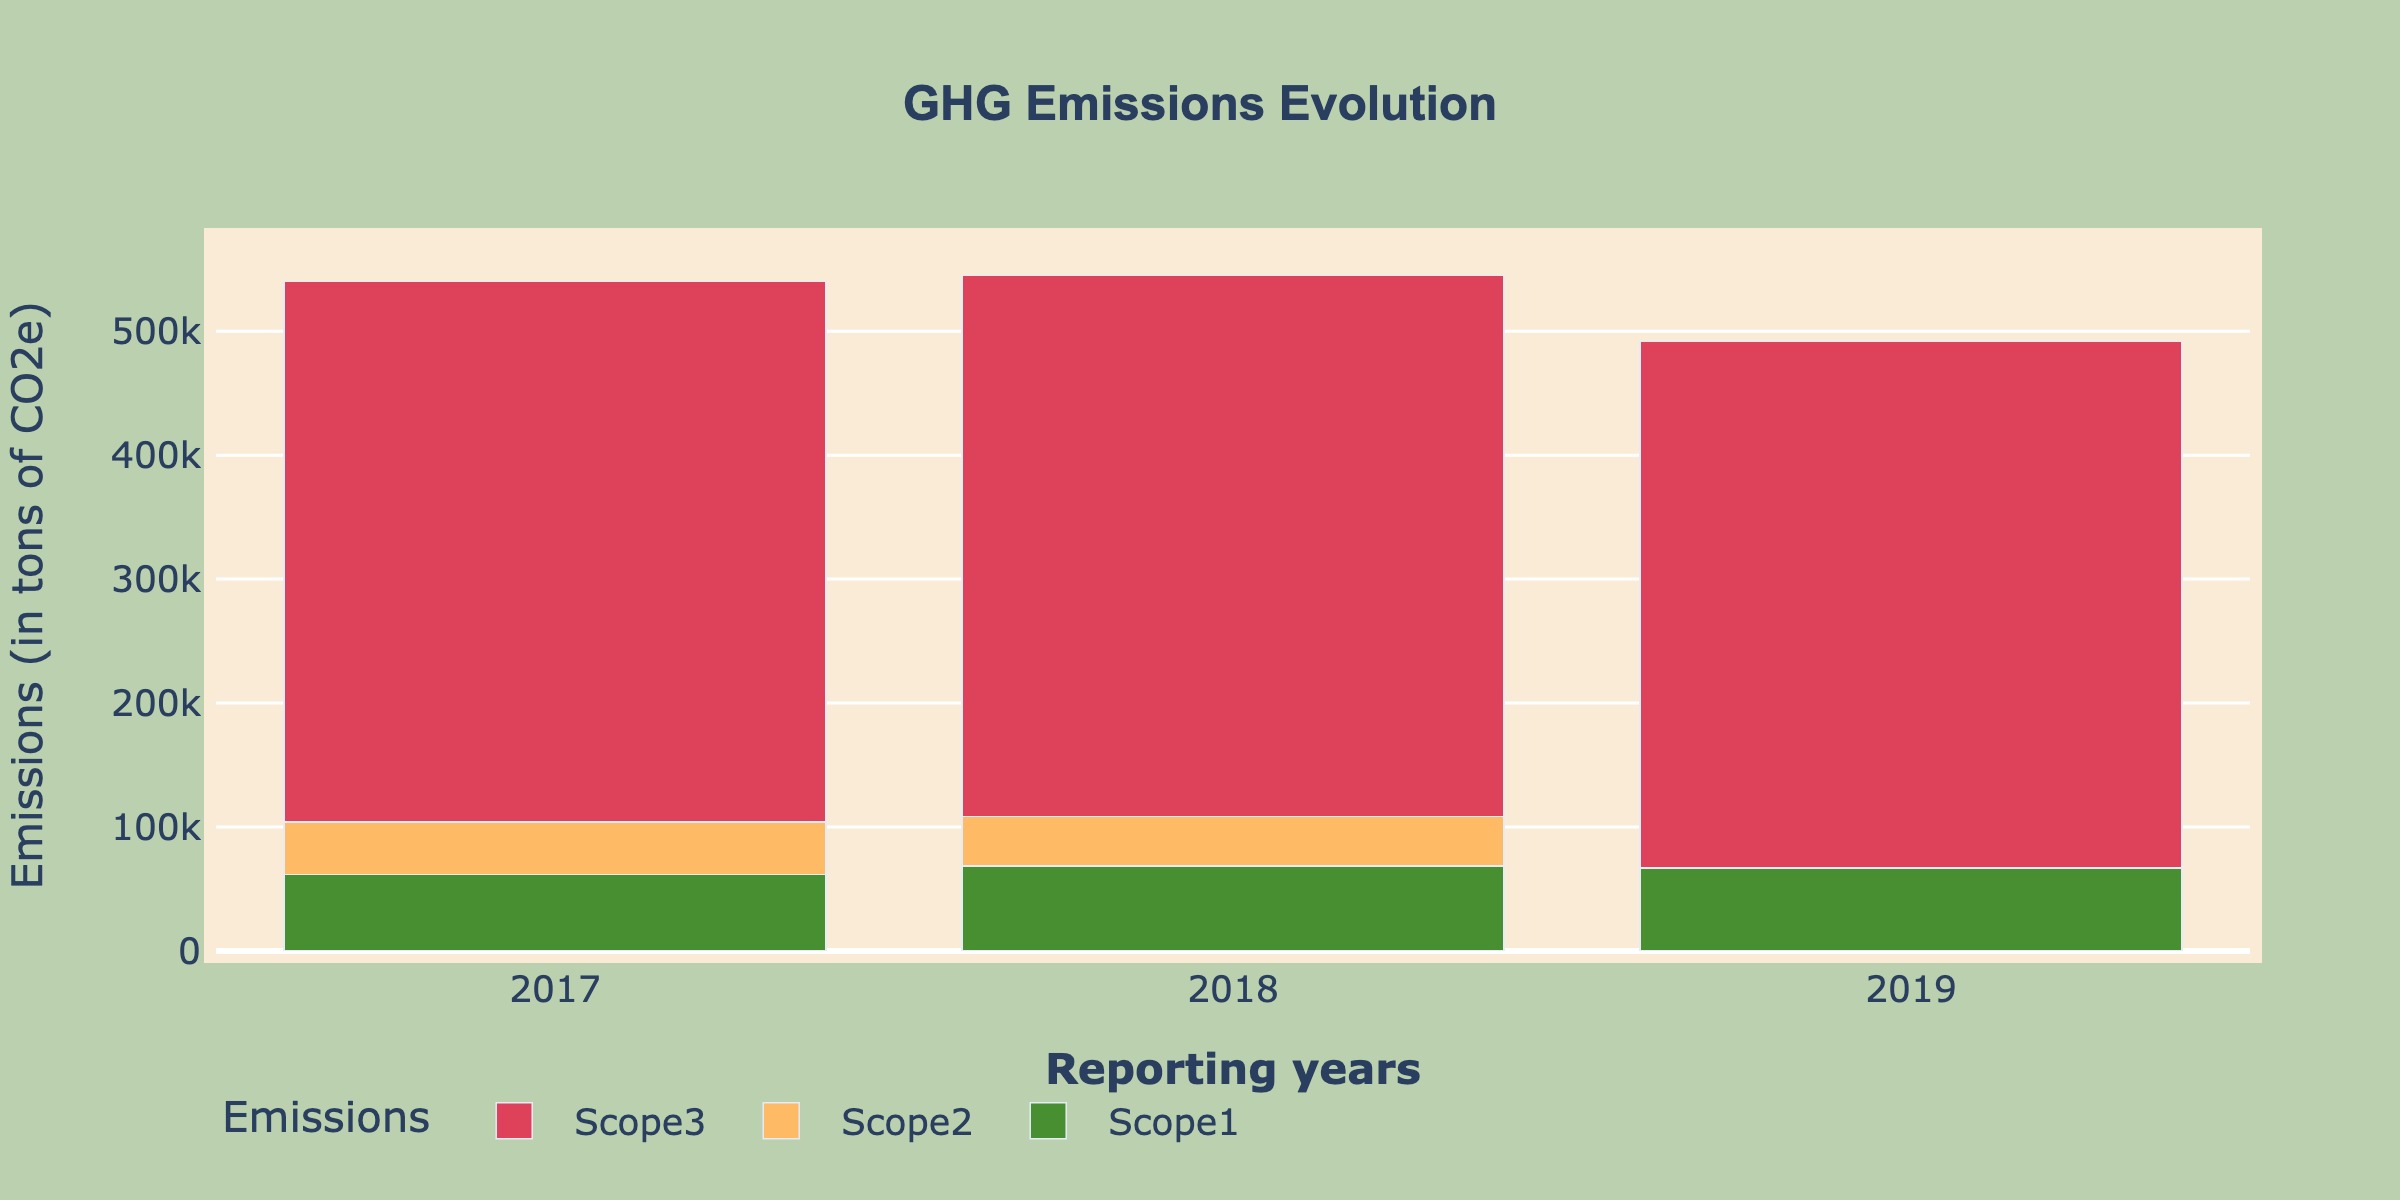 GHG Emissions Evolution
Emissions (in tons of CO2e)
500k
400k
300k
200k
100k
0
2017 2018 2019
Reporting years
Emissions Scope3 Scope2 Scope1